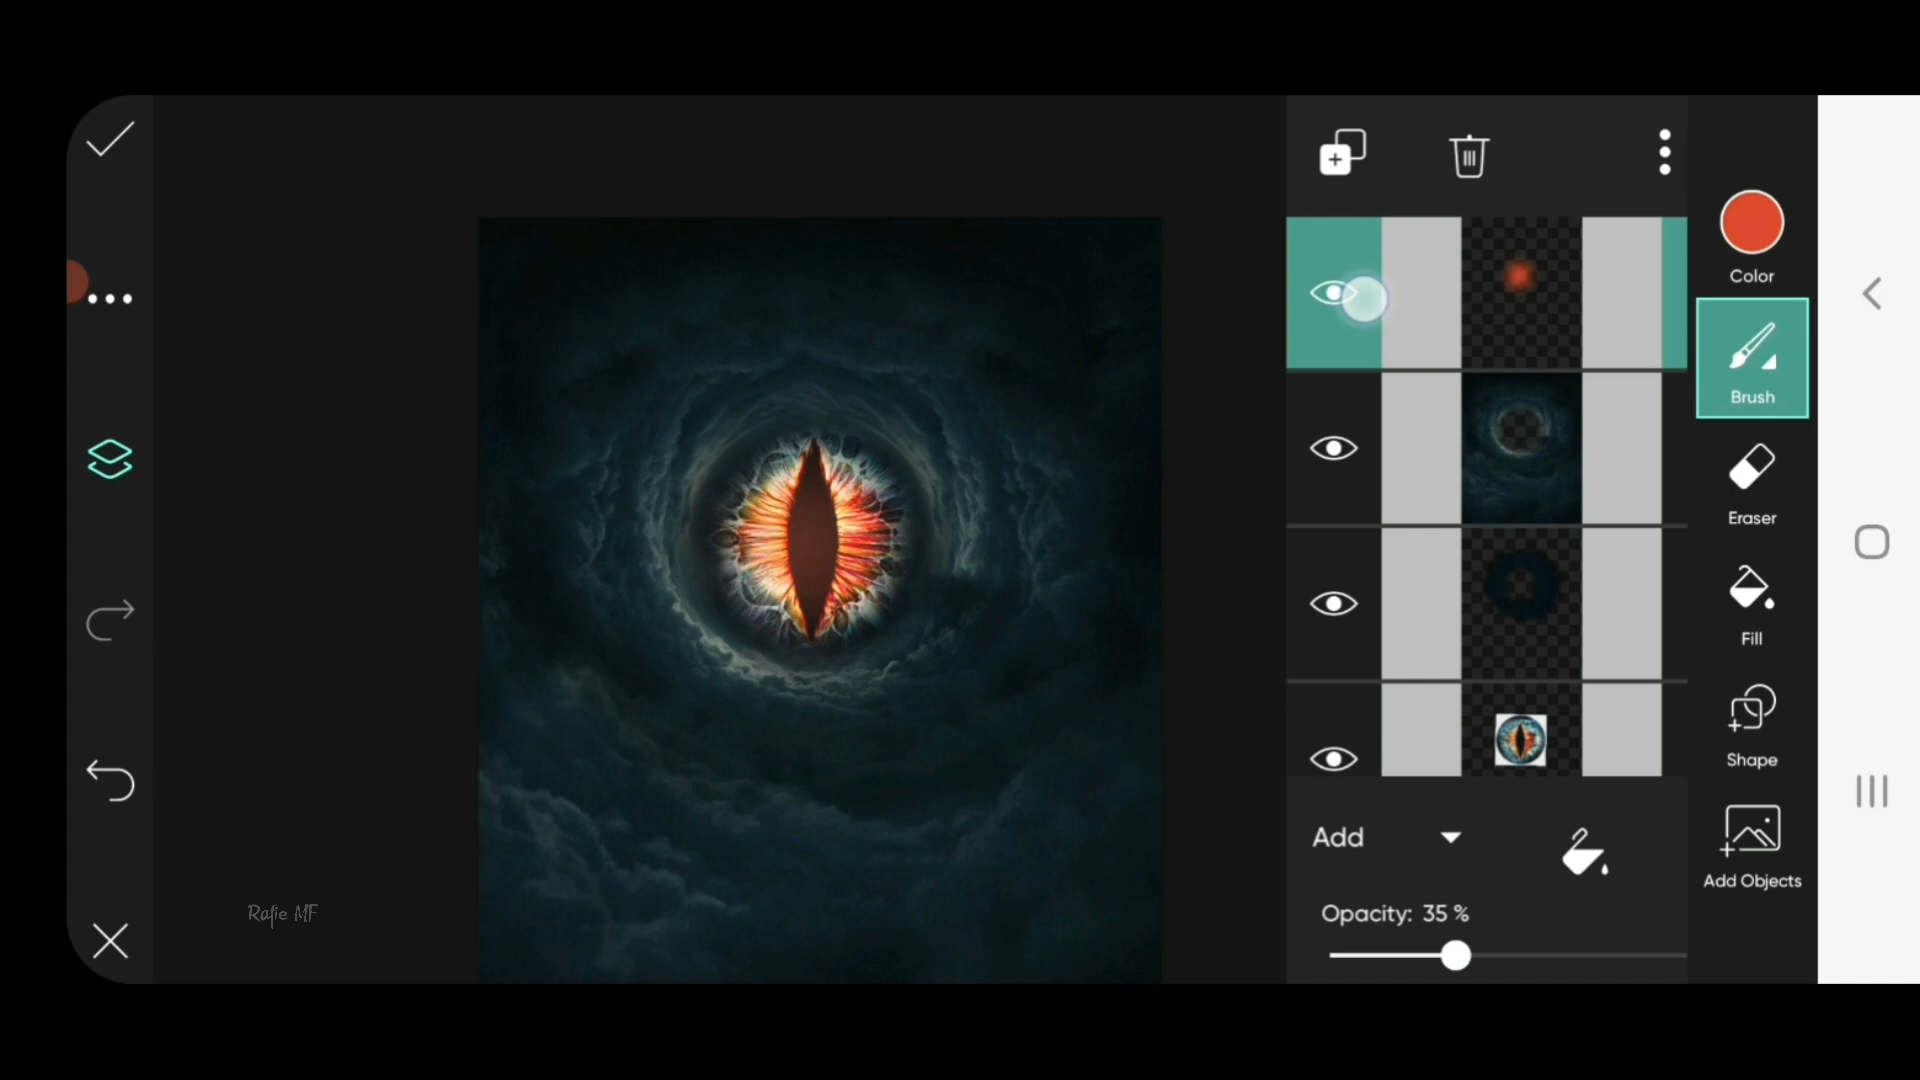 Color
Brush
Eraser
Fill
Shape
Add Objects
Add
Opacity: 35 %
Rafie MF